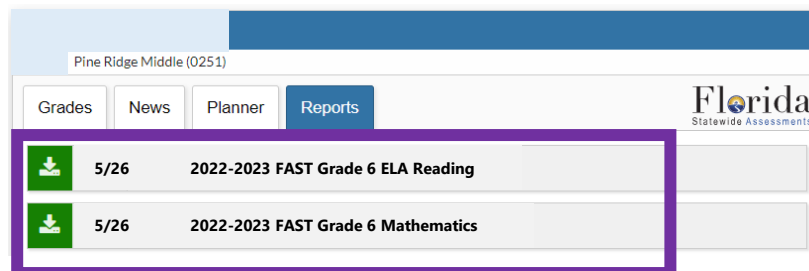 Pine Ridge Middle (0251)
Grades News Planner Reports
Florida
Statewide Assessments
5/26 2022-2023 FAST Grade 6 ELA Reading
5/26 2022-2023 FAST Grade 6 Mathematics